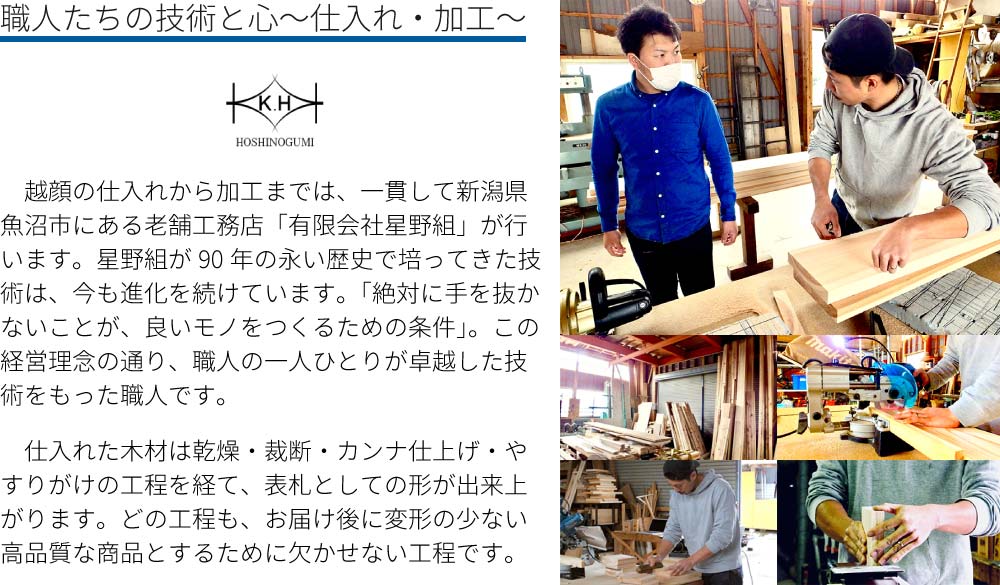 職人たちの技術と心～仕入れ・加工～
K.H
HOSHINOGUMI
越顔の仕入れから加工までは、一貫して新潟県
魚沼市にある老舗工務店「有限会社星野組」が行
います。星野組が 90 年の永い歴史で培ってきた技
術は、今も進化を続けています。「絶対に手を抜か
ないことが、良いモノをつくるための条件」。この
経営理念の通り、職人の一人ひとりが卓越した技
術をもった職人です。
仕入れた木材は乾燥・裁断・カンナ仕上げ・や
すりがけの工程を経て、表札としての形が出来上
がります。どの工程も、お届け後に変形の少ない
高品質な商品とするために欠かせない工程です。